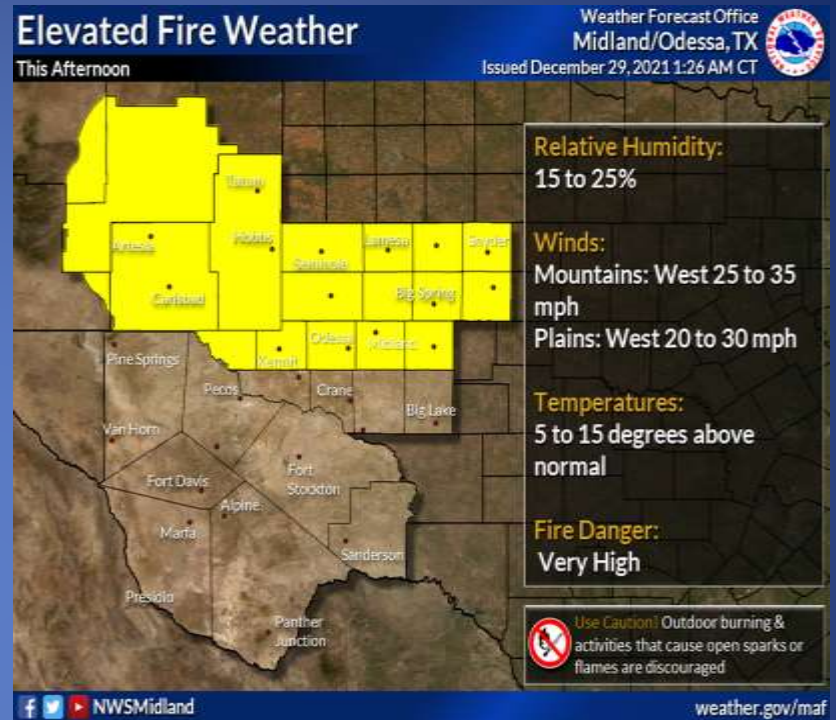 Elevated Fire Weather
This Afternoon
Weather Forecast Office
Midland/Odessa,TX
Issued December 29, 2021 1:26 AM CT
Tatum
Artesia
Hobbs
Seminole
Lamesa
Snyder
Carlsbad
Big Spring
Pine Springs
Kermit
Odessa
Midland
Pecos
Crane
Big Lake
Van Horn
Fort Davis
Fort
Stockton
Alpine
Marfa
Sanderson
Presidio
Panther
Junction
Relative Humidity:
15 to 25%
Winds:
Mountains: West 25 to 35
mph
Plains: West 20 to 30 mph
Temperatures:
5 to 15 degrees above
normal
Fire Danger:
Very High
Use Caution! Outdoor burning &
activities that cause open sparks or
flames are discouraged
NWSMidland
weather.gov/maf